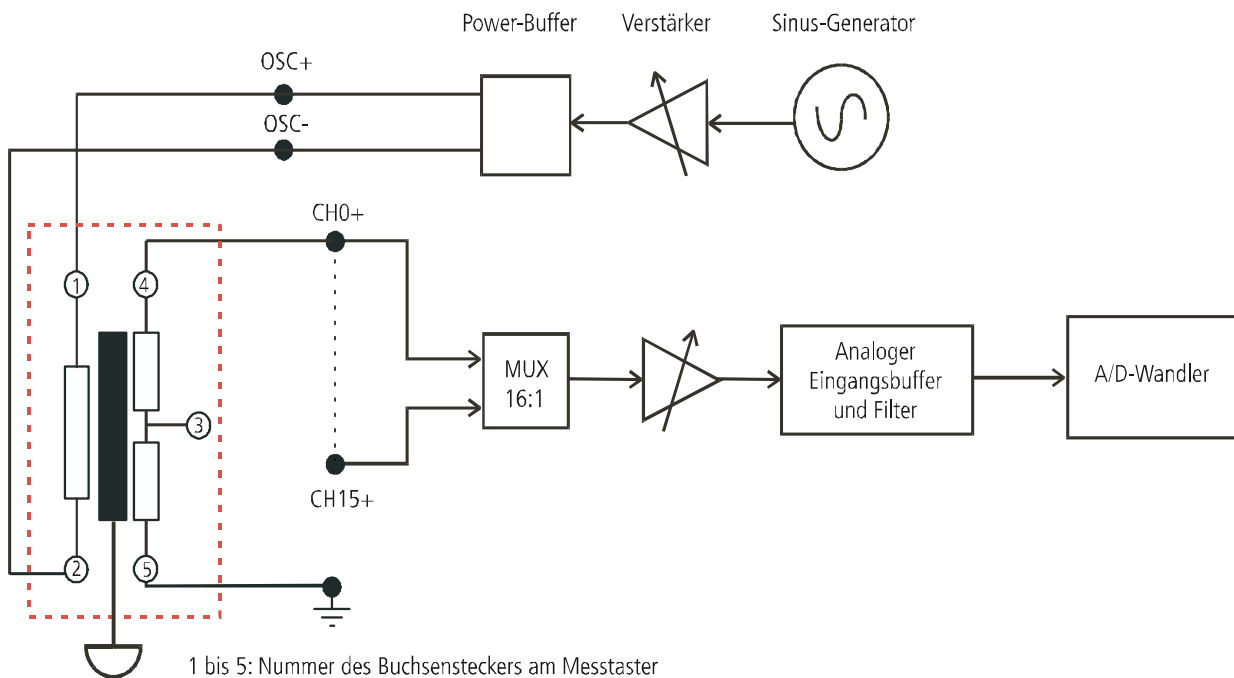 Power-Buffer
Verstärker
Sinus-Generator
OSC+
OSC-
CH0+
1
4
3
2
5
MUX
16:1
Analoger
Eingangsbuffer
und Filter
A/D-Wandler
CH15+
1 bis 5: Nummer des Buchsensteckers am Messtaster